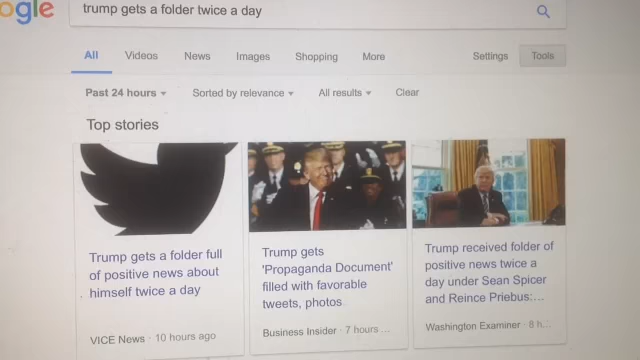 ogle
trump gets a folder twice a day
All Videos News Images Shopping More Settings Tools
Past 24 hours Sorted by relevance All results Clear
Top stories
Trump gets a folder full
of positive news about
himself twice a day
VICE News · 10 hours ago
Trump gets
'Propaganda Document'
filled with favorable
tweets, photos
Business Insider · 7 hours ...
Trump received folder of
positive news twice a
day under Sean Spicer
and Reince Priebus:...
Washington Examiner · 8 h...